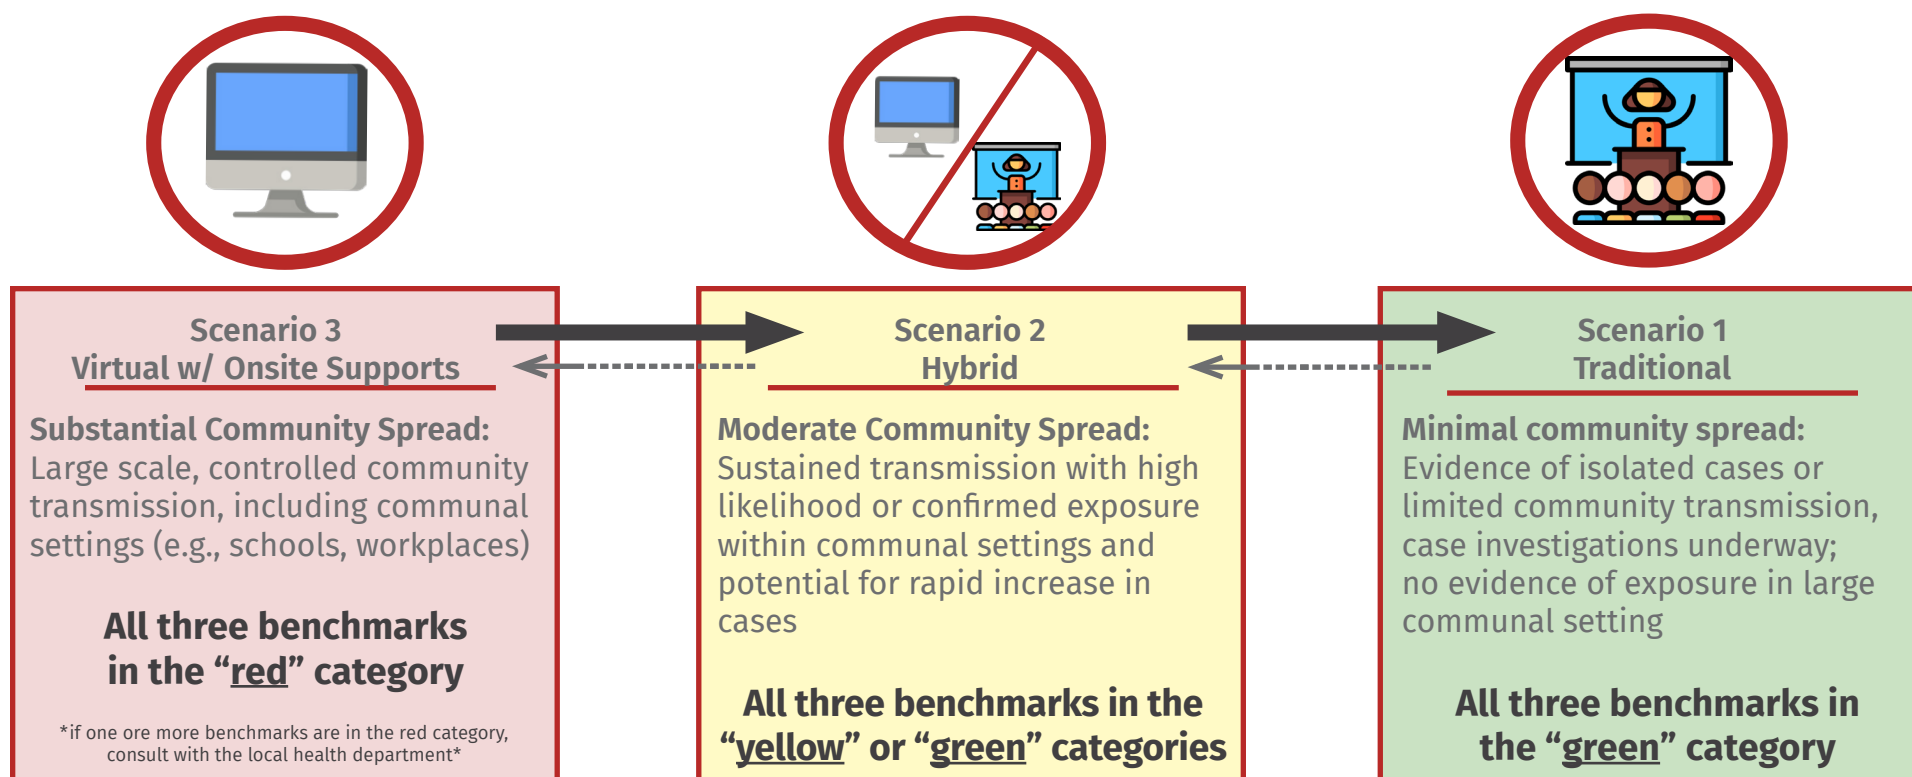 Scenario 3
Virtual w/ Onsite Supports
Substantial Community Spread:
Large scale, controlled community
transmission, including communal
settings (e.g., schools, workplaces)
All three benchmarks
in the “red” category
*if one ore more benchmarks are in the red category,
consult with the local health department*
Scenario 2
Hybrid
Moderate Community Spread:
Sustained transmission with high
likelihood or confirmed exposure
within communal settings and
potential for rapid increase in
cases
All three benchmarks in the
“yellow” or “green” categories
Scenario 1
Traditional
Minimal community spread:
Evidence of isolated cases or
limited community transmission,
case investigations underway;
no evidence of exposure in large
communal setting
All three benchmarks in
the “green” category